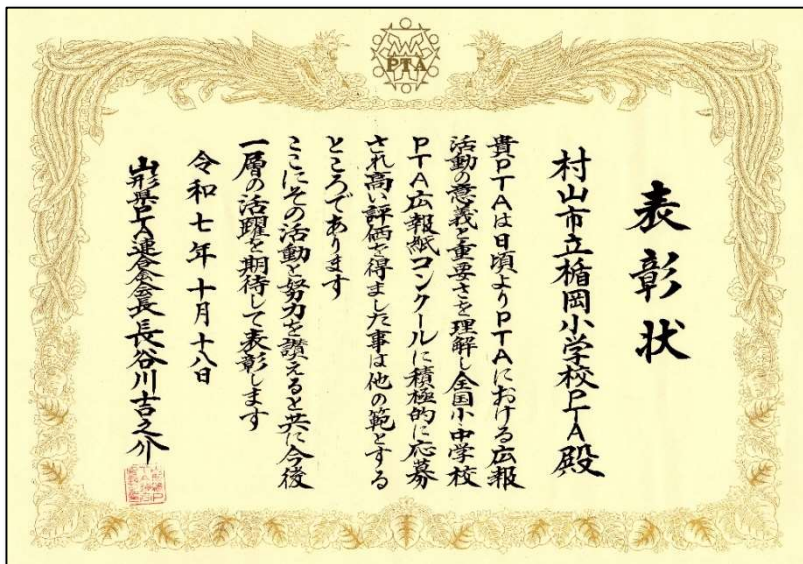 PTA
表彰状
村山市立楯岡小学校PTA殿
貴PTAは日頃よりPTAにおける広報
活動の意義と重要さを理解し全国小・中学校
PTA広報紙コンクールに積極的に応募
され高い評価を得ました事は他の範とする
ところであります
ここにその活動と努力を讃えると共に今後
一層の活躍を期待して表彰します
令和七年十月十八日
山形県PTA連合会会長 長谷川吉之介